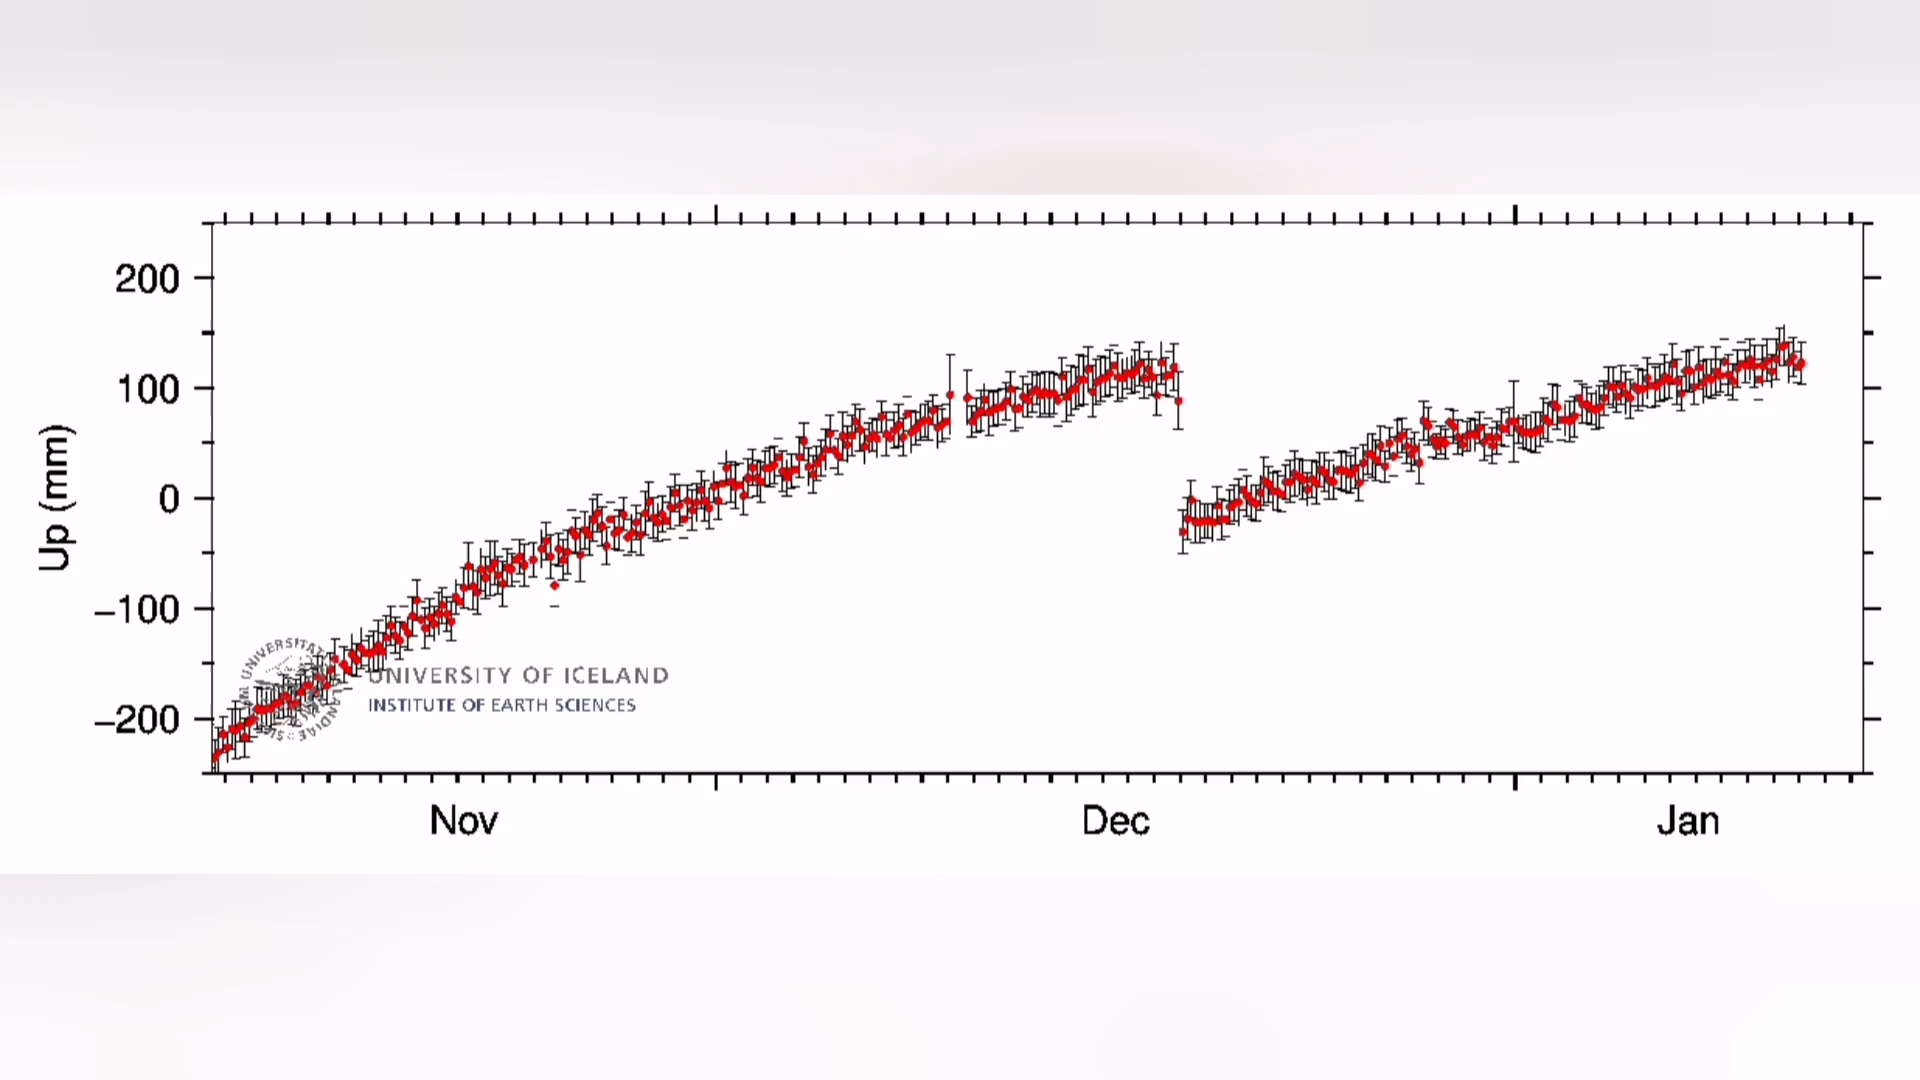 Up (mm)
200
100
0
−100
−200
UNIVERSITY OF ICELAND
INSTITUTE OF EARTH SCIENCES
Nov
Dec
Jan